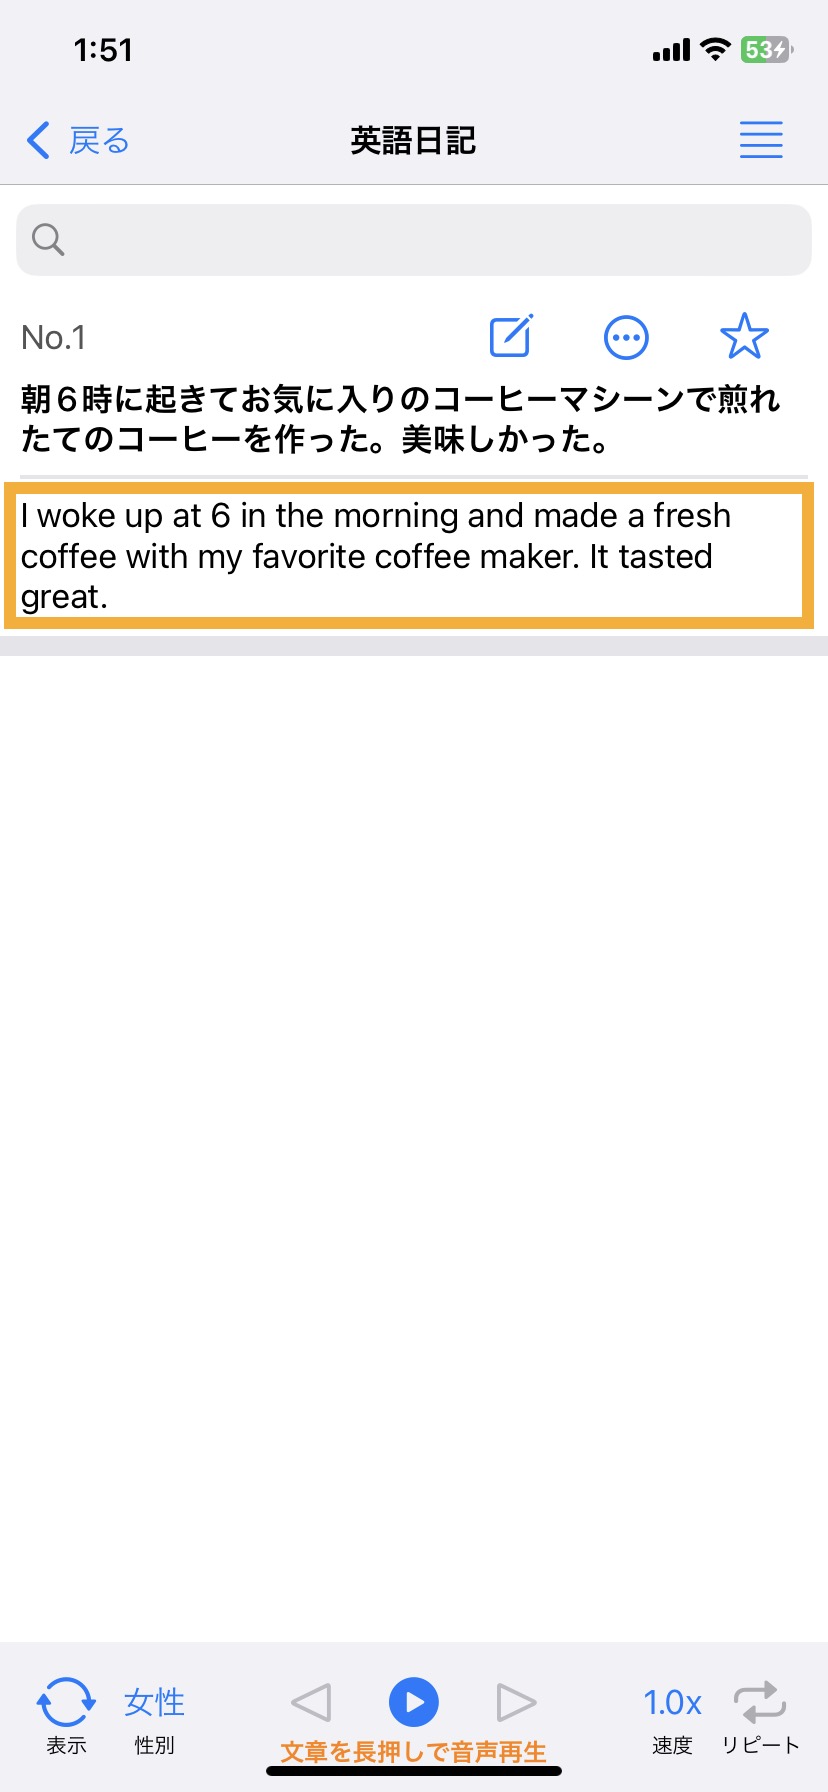 1:51
53
戻る
英語日記
No.1
朝６時に起きてお気に入りのコーヒーマシーンで煎れ
たてのコーヒーを作った。美味しかった。
I woke up at 6 in the morning and made a fresh
coffee with my favorite coffee maker. It tasted
great.
女性
1.0x
表示
性別
文章を長押しで音声再生
速度
リピート